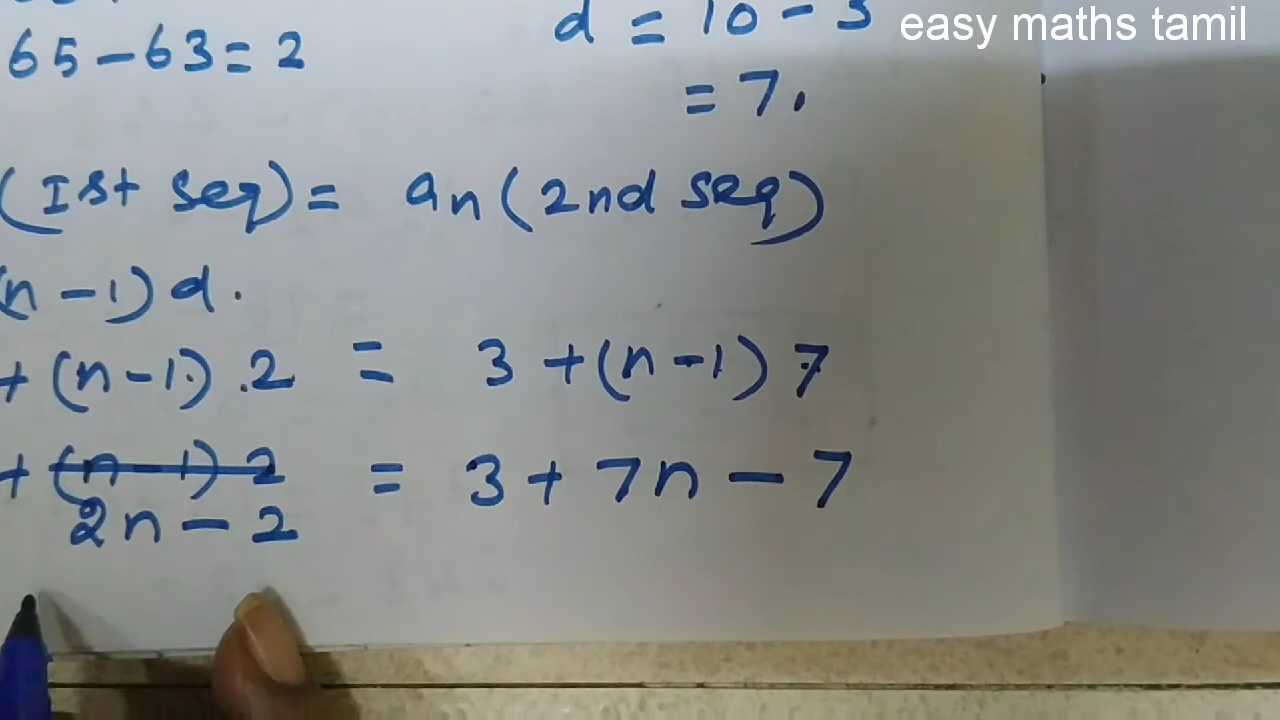 easy maths tamil
d = 10 - 3
65 - 63 = 2
= 7.
(Ist seq) = an (2nd seq)
(n - 1) d.
+ (n - 1) .2 = 3 + (n - 1) 7
+ (n - 1) 2 = 3 + 7n - 7
2n - 2